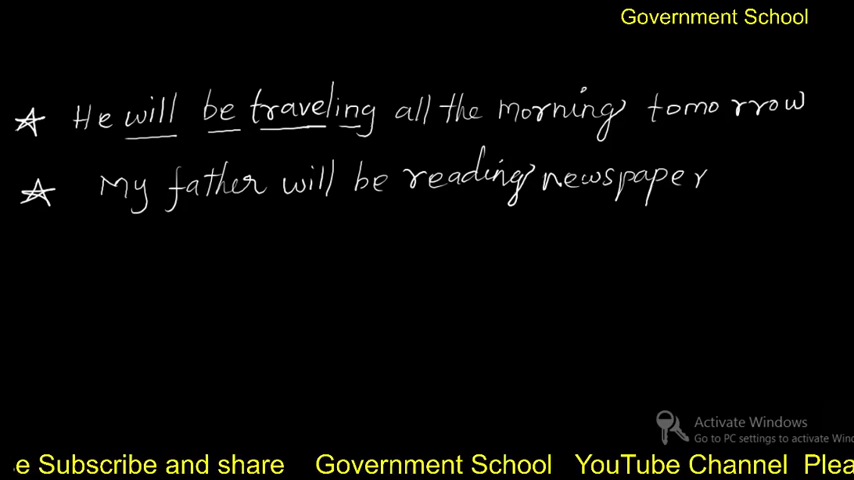 Government School
☆ He will be traveling all the morning tomorrow
☆ My father will be reading newspaper
Activate Windows
Go to PC settings to activate Wind
e Subscribe and share Government School YouTube Channel Plea